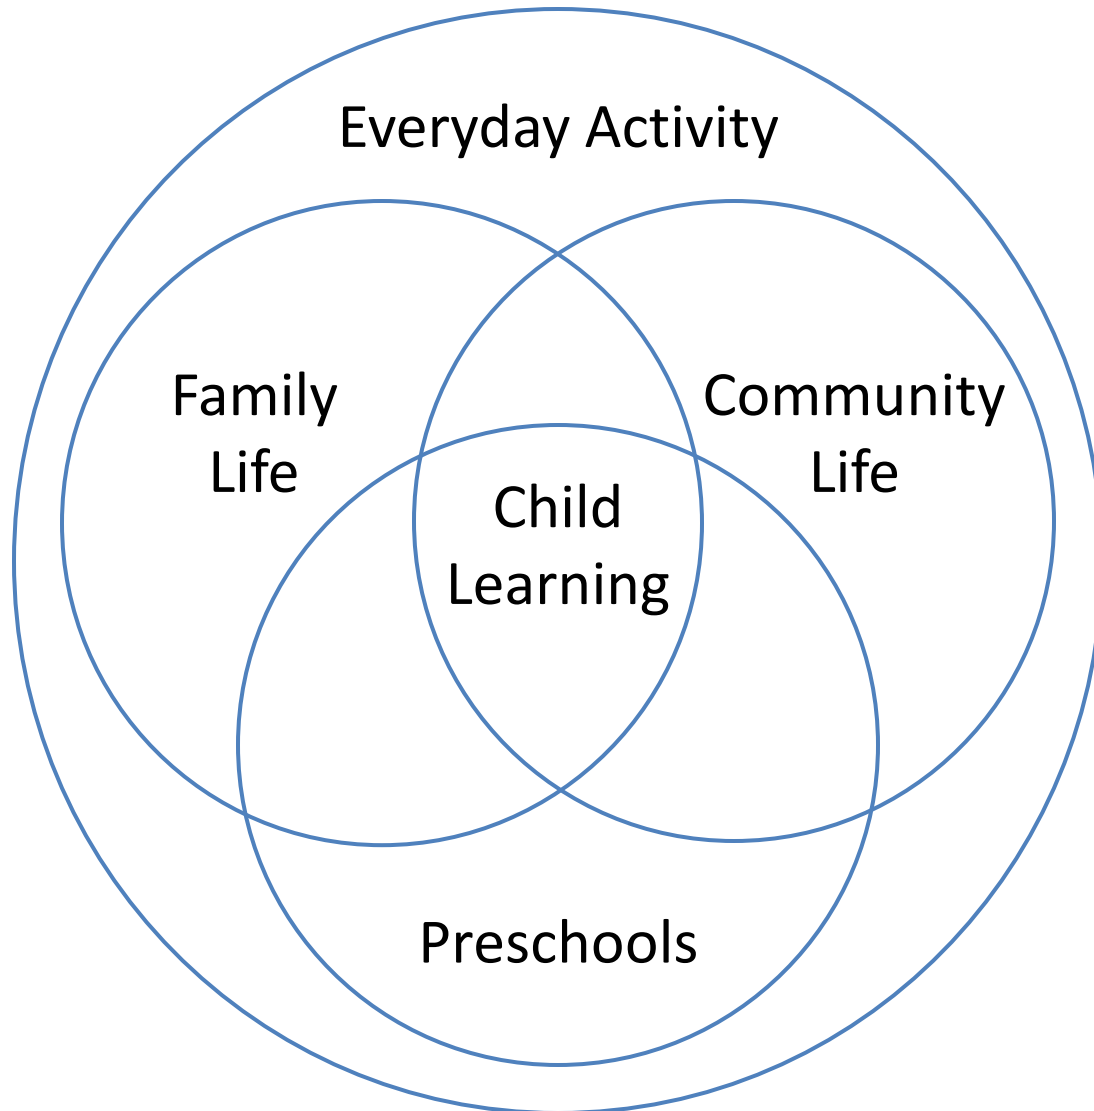 Everyday Activity
Family
Life
Community
Life
Child
Learning
Preschools